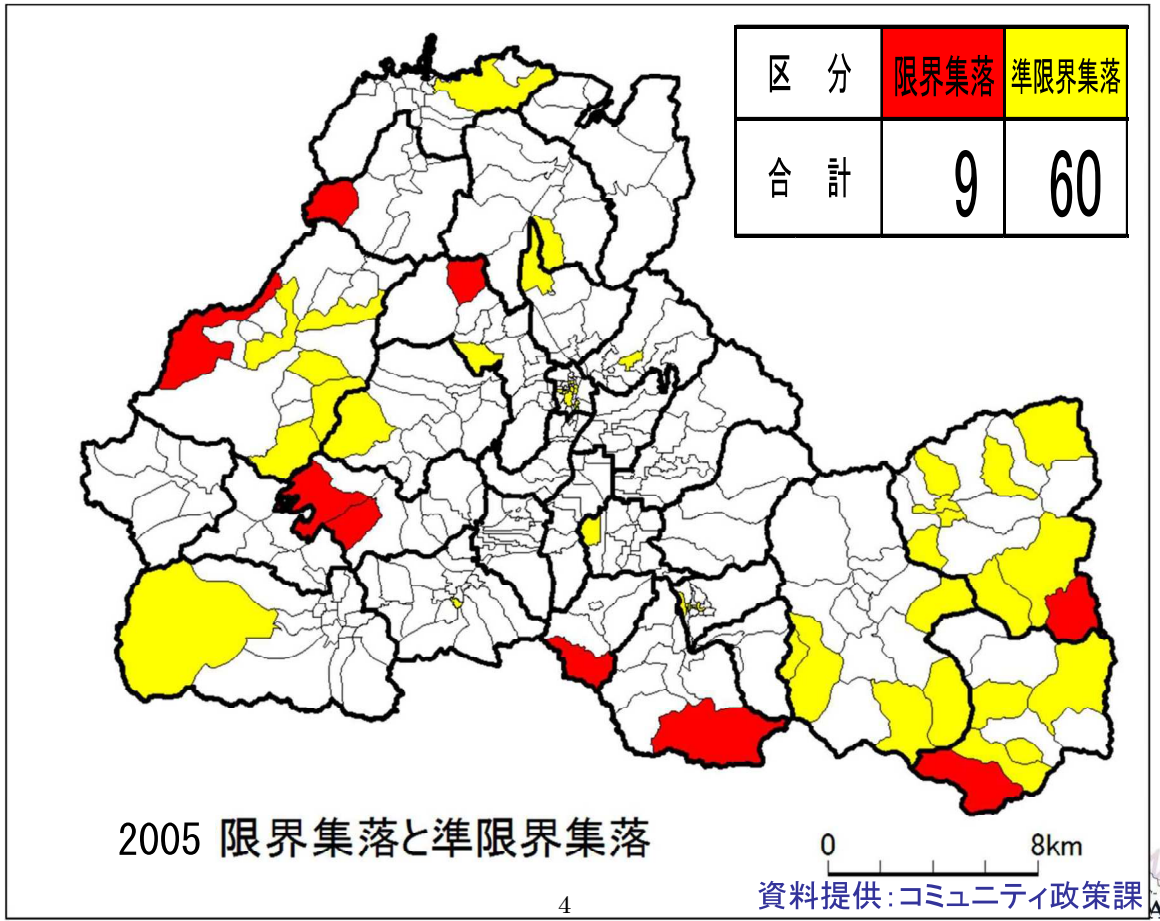 区 分 限界集落 準限界集落
合 計 9 60
2005 限界集落と準限界集落
0 8km
資料提供：コミュニティ政策課
4
A